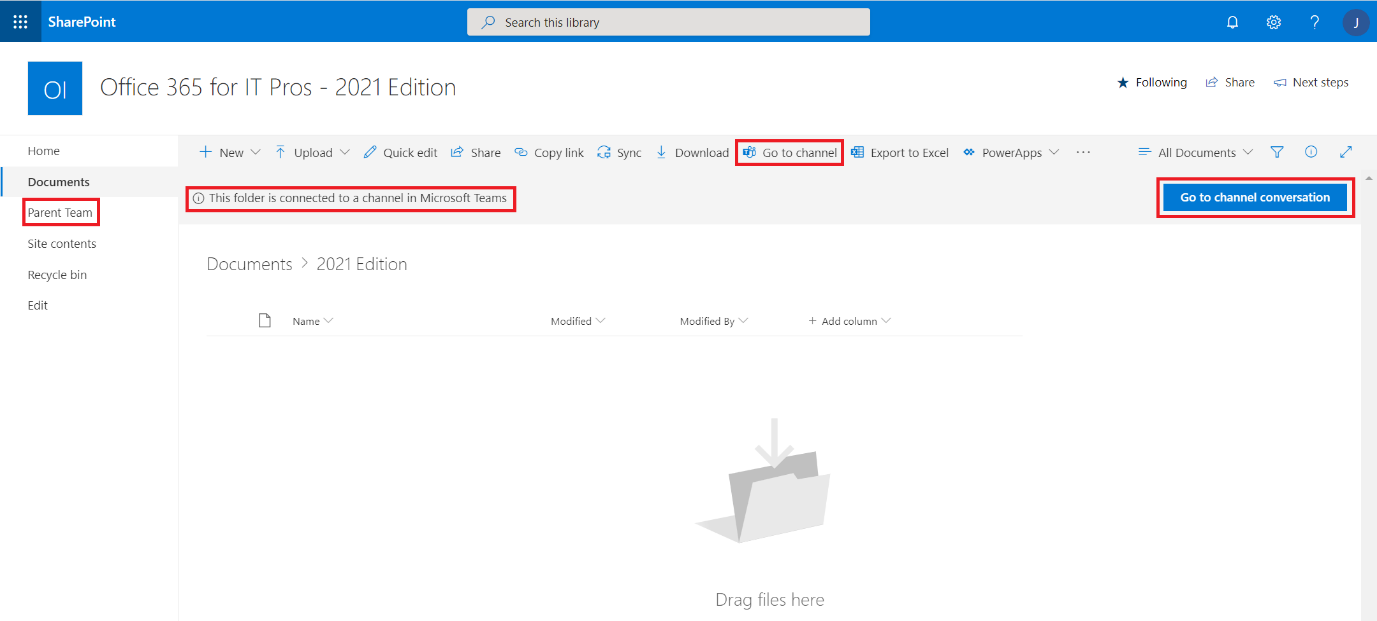 SharePoint
Search this library
J
OI
Office 365 for IT Pros - 2021 Edition
Following
Share
Next steps
Home
Documents
Parent Team
Site contents
Recycle bin
Edit
New
Upload
Quick edit
Share
Copy link
Sync
Download
Go to channel
Export to Excel
PowerApps
···
All Documents
This folder is connected to a channel in Microsoft Teams
Go to channel conversation
Documents > 2021 Edition
Name
Modified
Modified By
+ Add column
Drag files here